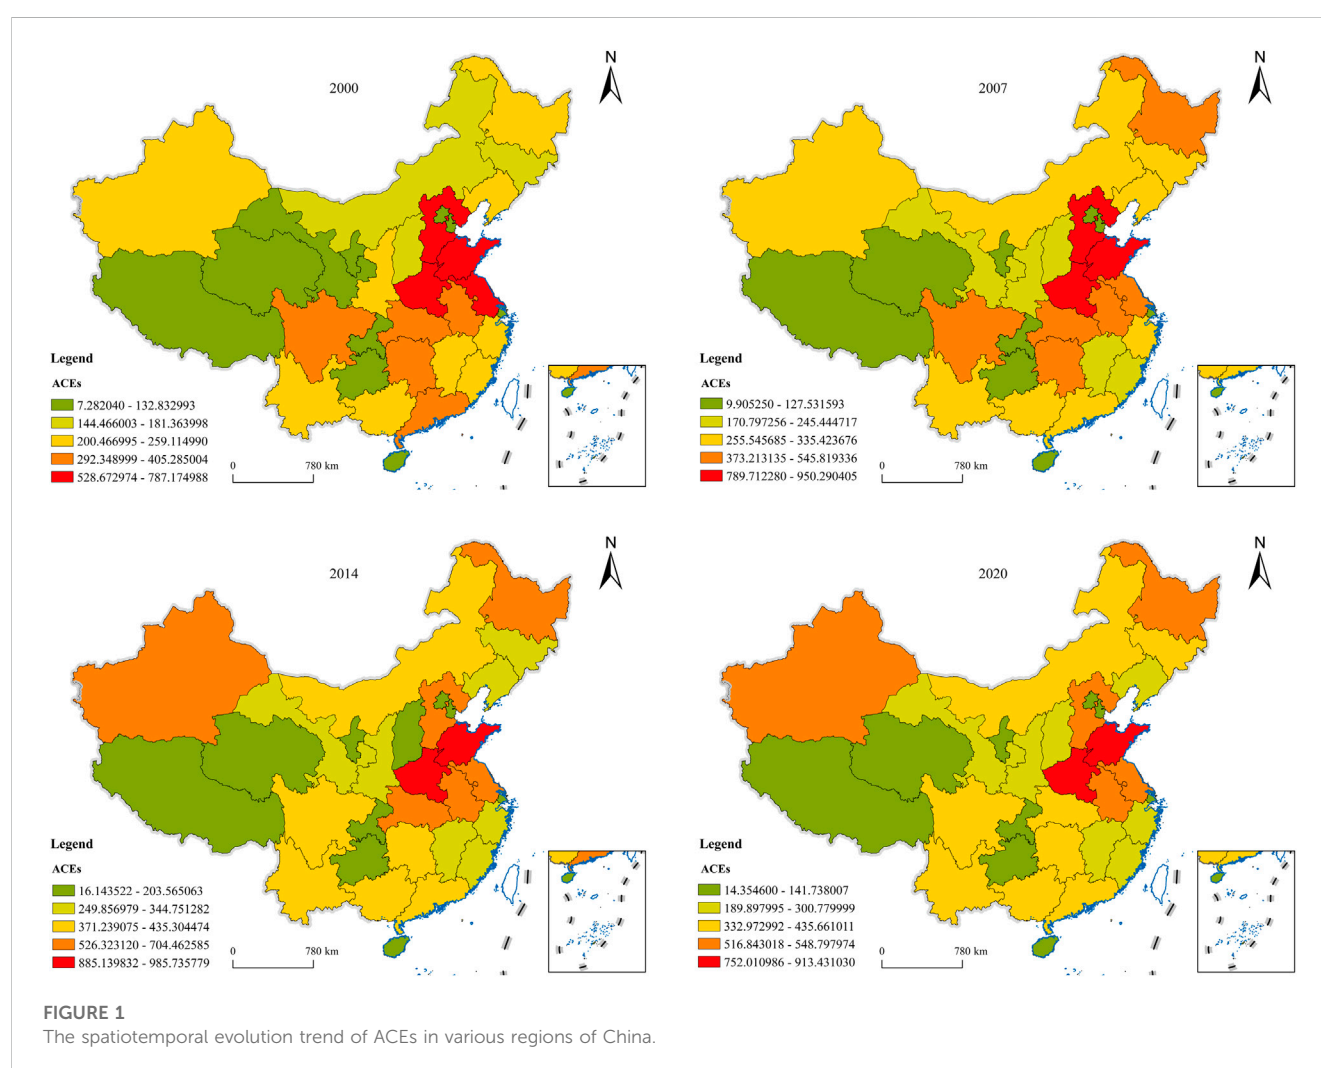 2000
N
Legend
ACEs
7.282040 - 132.832993
144.466003 - 181.363998
200.466995 - 259.114990
292.348999 - 405.285004
528.672974 - 787.174988
0 780 km
2007
N
Legend
ACEs
9.905250 - 127.531593
170.797256 - 245.444717
255.545685 - 335.423676
373.213135 - 545.819336
789.712280 - 950.290405
0 780 km
2014
N
Legend
ACEs
16.143522 - 203.565063
249.856979 - 344.751282
371.239075 - 435.304474
526.323120 - 704.462585
885.139832 - 985.735779
0 780 km
2020
N
Legend
ACEs
14.354600 - 141.738007
189.897995 - 300.779999
332.972992 - 435.661011
516.843018 - 548.797974
752.010986 - 913.431030
0 780 km
FIGURE 1
The spatiotemporal evolution trend of ACEs in various regions of China.